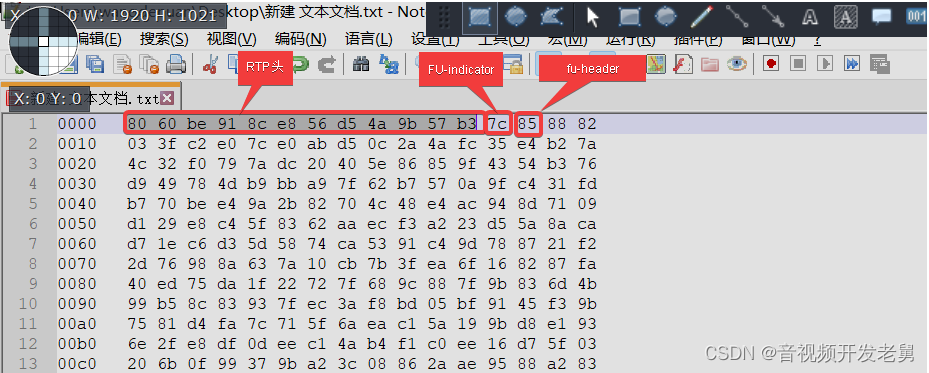 X: 0 W: 1920 H: 1021
Desktop\新建 文本文档.txt - Note
编辑(E) 搜索(S) 视图(V) 编码(N) 语言(L) 设置(T) 工具(O) 宏(M) 运行(R) 插件(P) 窗口(W) ?
A A 001
RTP头
FU-indicator
fu-header
X: 0 Y: 0
文本文档.txt
1 0000 80 60 be 91 8c e8 56 d5 4a 9b 57 b3 7c 85 88 82
2 0010 03 3f c2 e0 7c e0 ab d5 0c 2a 4a fc 35 e4 b2 7a
3 0020 4c 32 f0 79 7a dc 20 40 5e 86 85 9f 43 54 b3 76
4 0030 d9 49 78 4d b9 bb a9 7f 62 b7 57 0a 9f c4 31 fd
5 0040 b7 70 be e4 9a 2b 82 70 4c 48 e4 ac 94 8d 71 09
6 0050 d1 29 e8 c4 5f 83 62 aa ec f3 a2 23 d5 5a 8a ca
7 0060 d7 1e c6 d3 5d 58 74 ca 53 91 c4 9d 78 87 21 f2
8 0070 2d 76 98 8a 63 7a 10 cb 7b 3f ea 6f 16 82 87 fa
9 0080 40 ed 75 da 1f 22 72 7f 68 9c 88 7f 9b 83 6d 4b
10 0090 99 b5 8c 83 93 7f ec 3a f8 bd 05 bf 91 45 f3 9b
11 00a0 75 81 d4 fa 7c 71 5f 6a ea c1 5a 19 9b d8 e1 93
12 00b0 6e 2f e8 df 0d ee c1 4a b4 f1 c0 ee 16 d7 5f 03
13 00c0 20 6b 0f 99 37 9b a2 3c 08 86 2a ae 95 88 a2 83
CSDN @音视频开发老舅